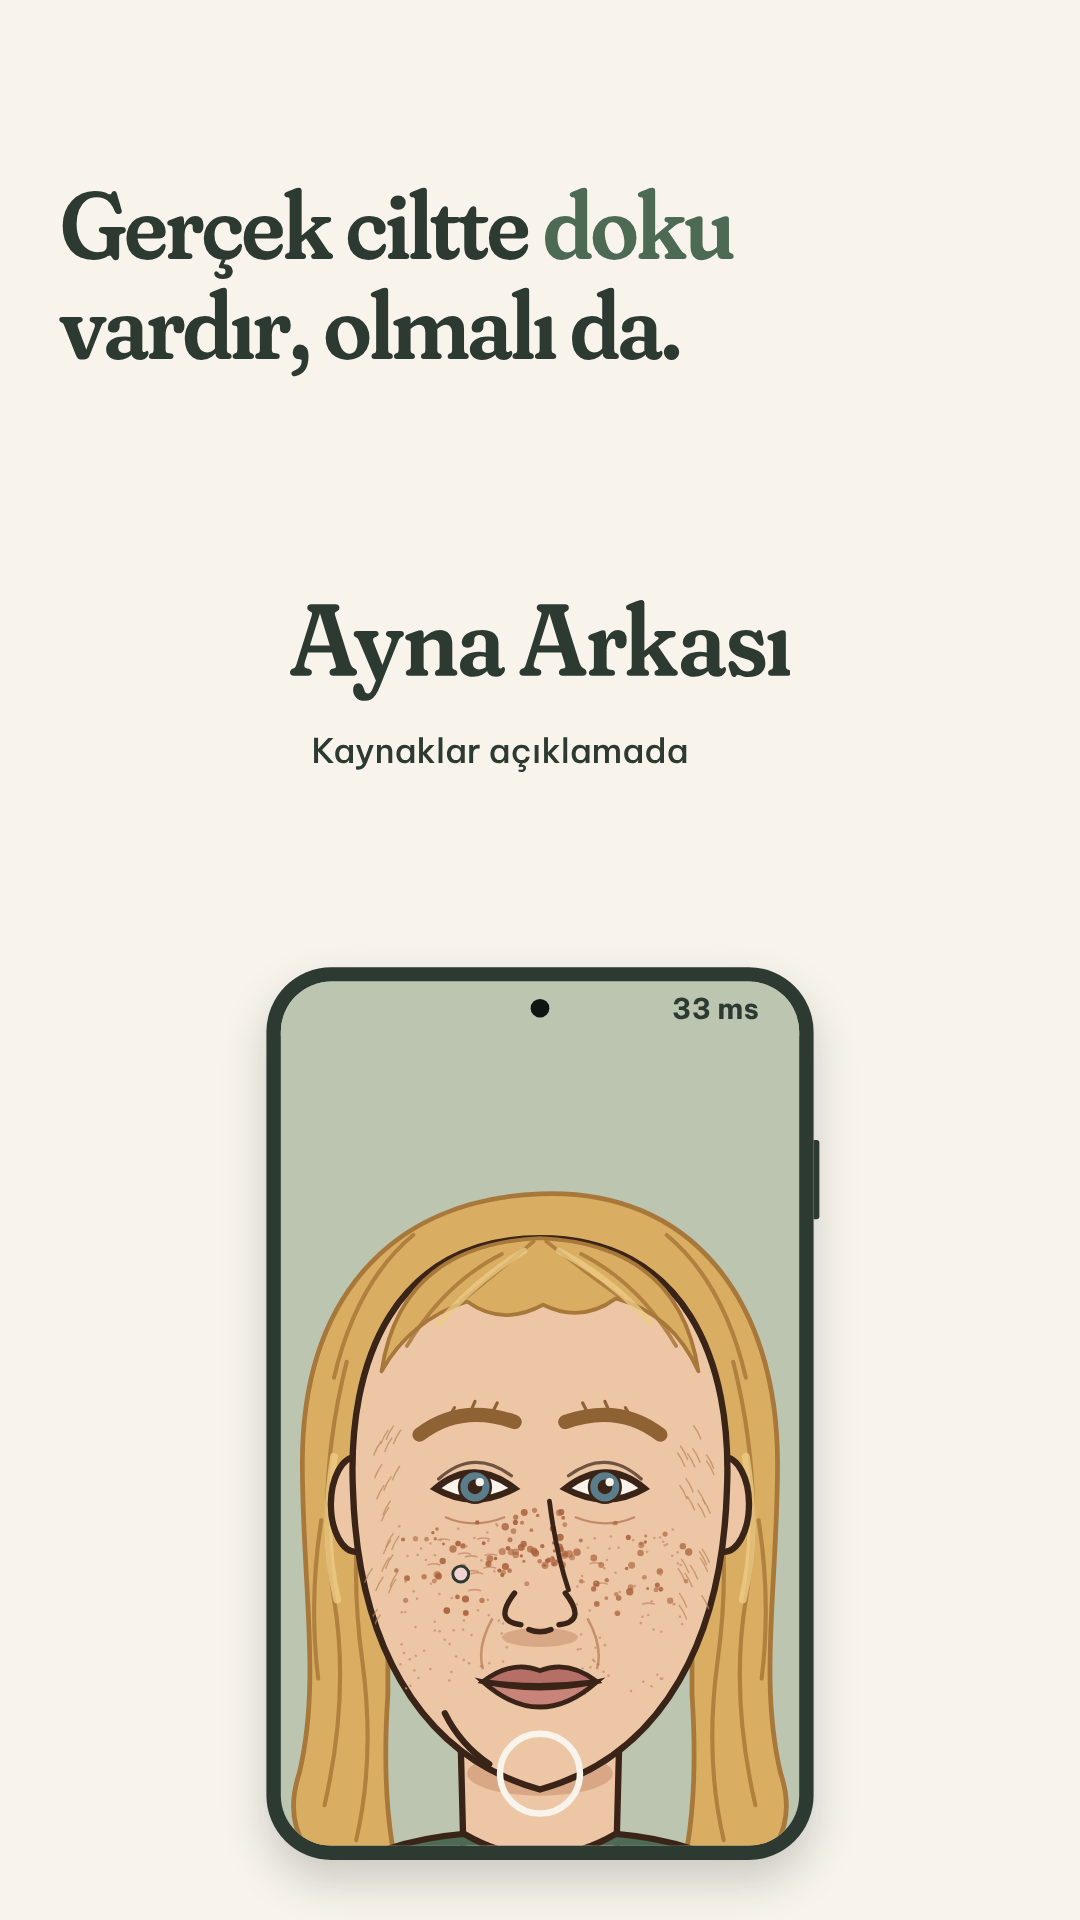 Gerçek ciltte doku
vardır, olmalı da.
Ayna Arkası
Kaynaklar açıklamada
33 ms